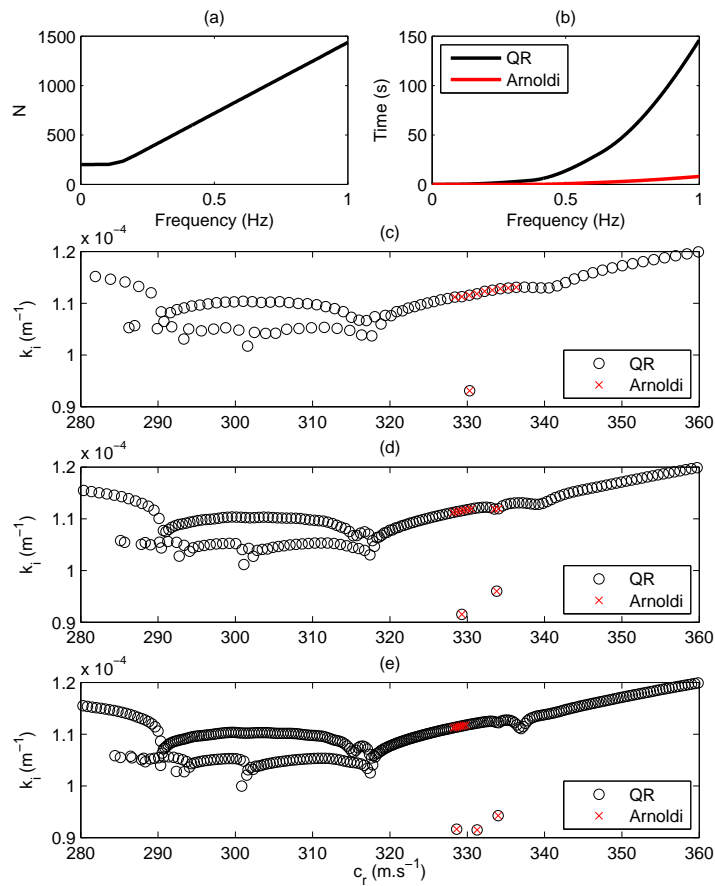 (a)
(b)
1500
1000
500
0
N
0
0.5
1
Frequency (Hz)
150
100
50
0
Time (s)
QR
Arnoldi
0
0.5
1
Frequency (Hz)
x 10⁻⁴
(c)
1.2
1.1
1
0.9
kᵢ (m⁻¹)
QR
Arnoldi
280 290 300 310 320 330 340 350 360
x 10⁻⁴
(d)
1.2
1.1
1
0.9
kᵢ (m⁻¹)
QR
Arnoldi
280 290 300 310 320 330 340 350 360
x 10⁻⁴
(e)
1.2
1.1
1
0.9
kᵢ (m⁻¹)
QR
Arnoldi
280 290 300 310 320 330 340 350 360
cᵣ (m.s⁻¹)